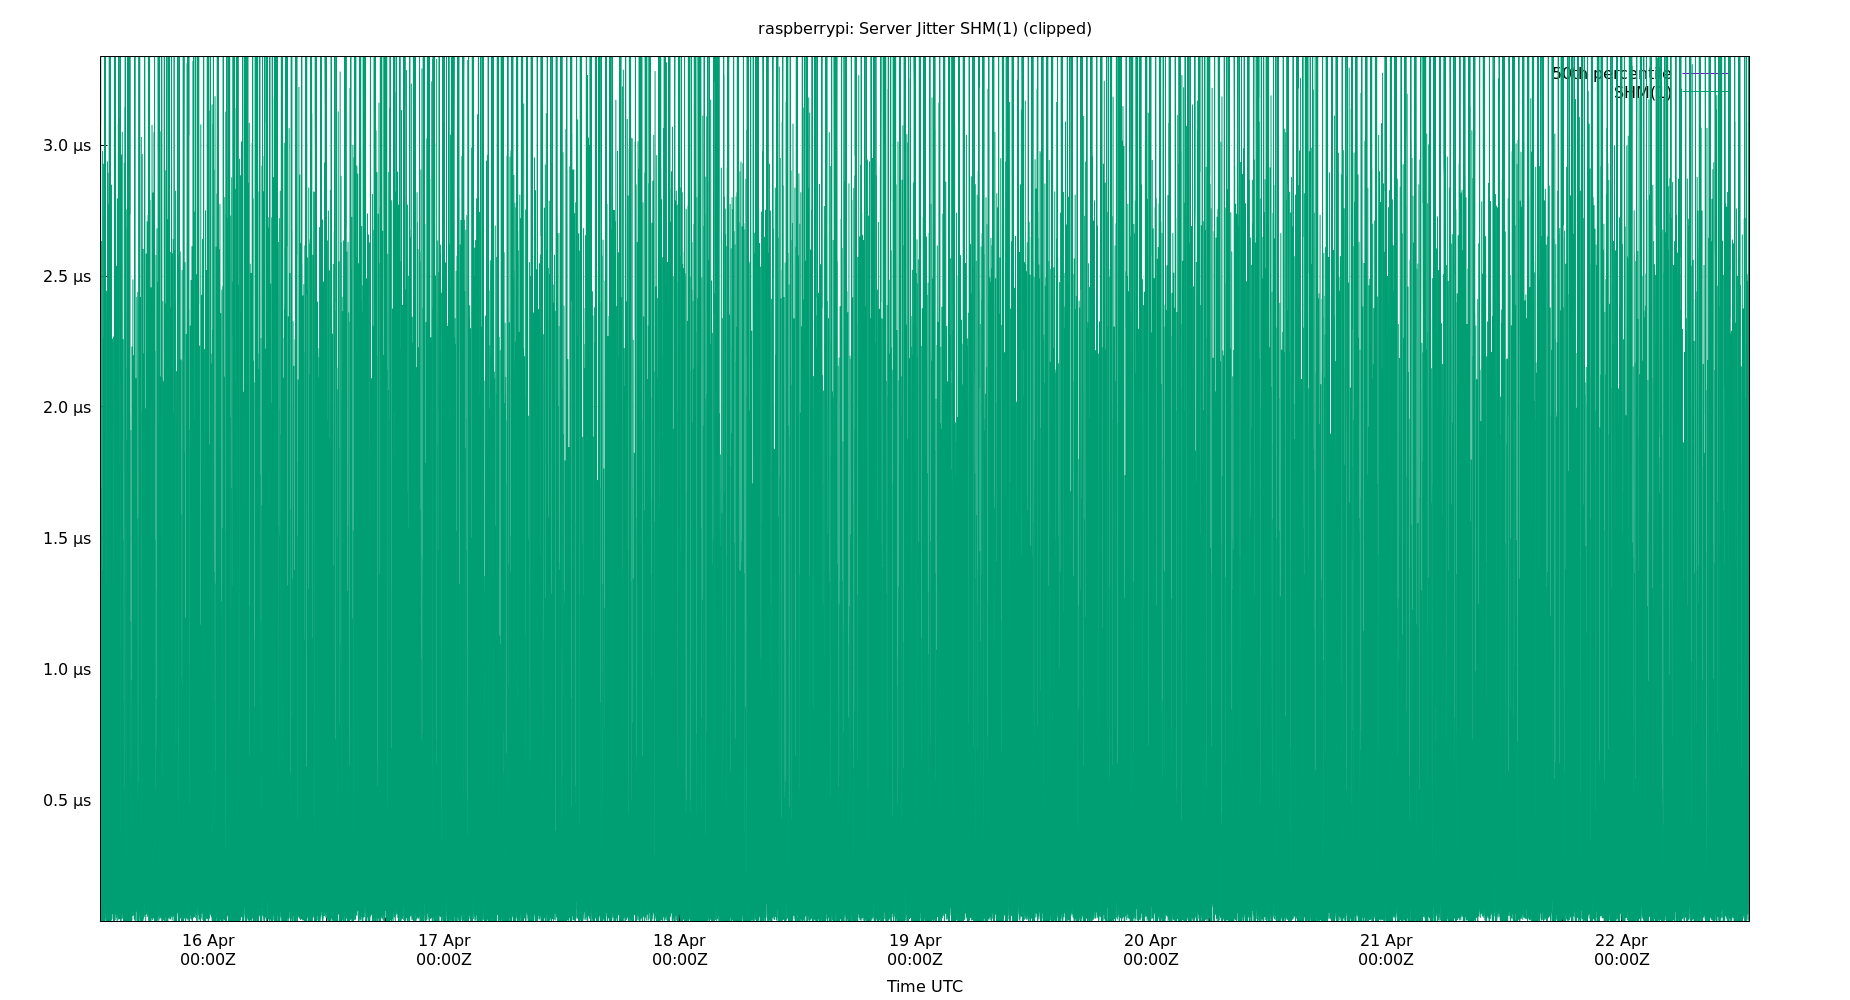 raspberrypi: Server Jitter SHM(1) (clipped)
50th percentile
SHM(1)
3.0 µs
2.5 µs
2.0 µs
1.5 µs
1.0 µs
0.5 µs
16 Apr 17 Apr 18 Apr 19 Apr 20 Apr 21 Apr 22 Apr
00:00Z 00:00Z 00:00Z 00:00Z 00:00Z 00:00Z 00:00Z
Time UTC